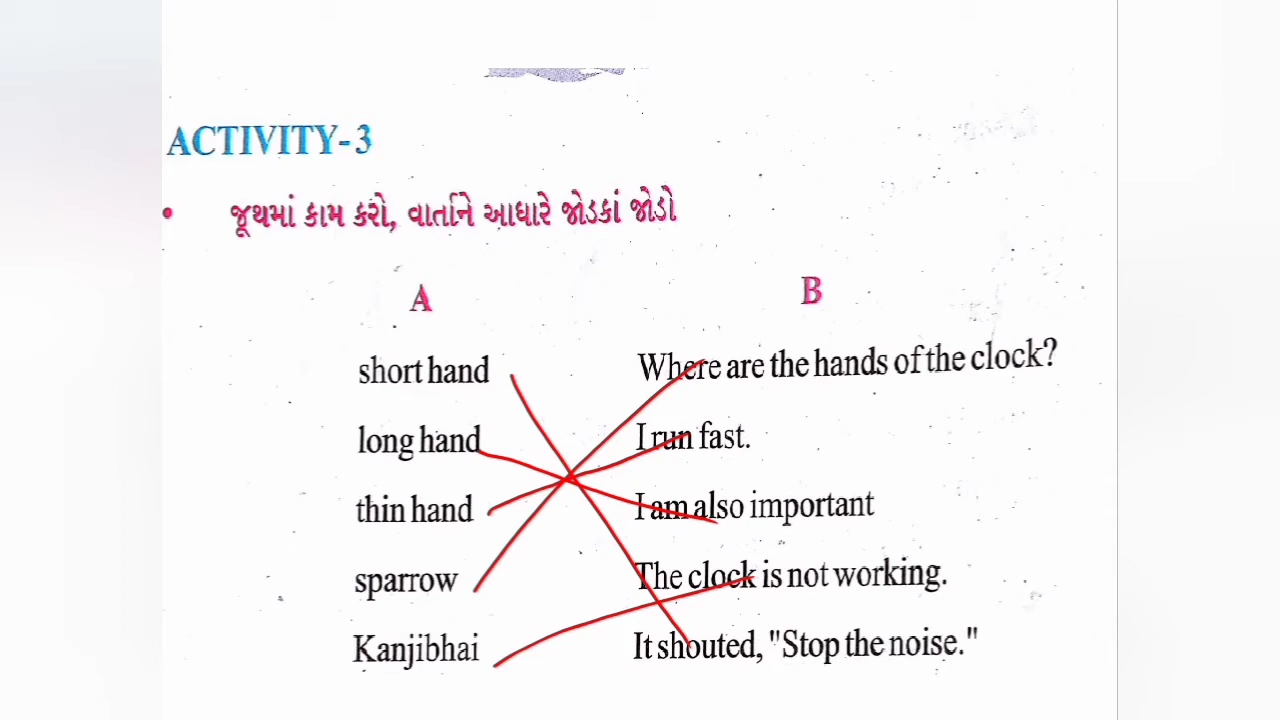 ACTIVITY-3
• જૂથમાં કામ કરો, વાર્તાને આધારે જોડકાં જોડો
A B
short hand Where are the hands of the clock?
long hand I run fast.
thin hand I am also important
sparrow The clock is not working.
Kanjibhai It shouted, "Stop the noise."